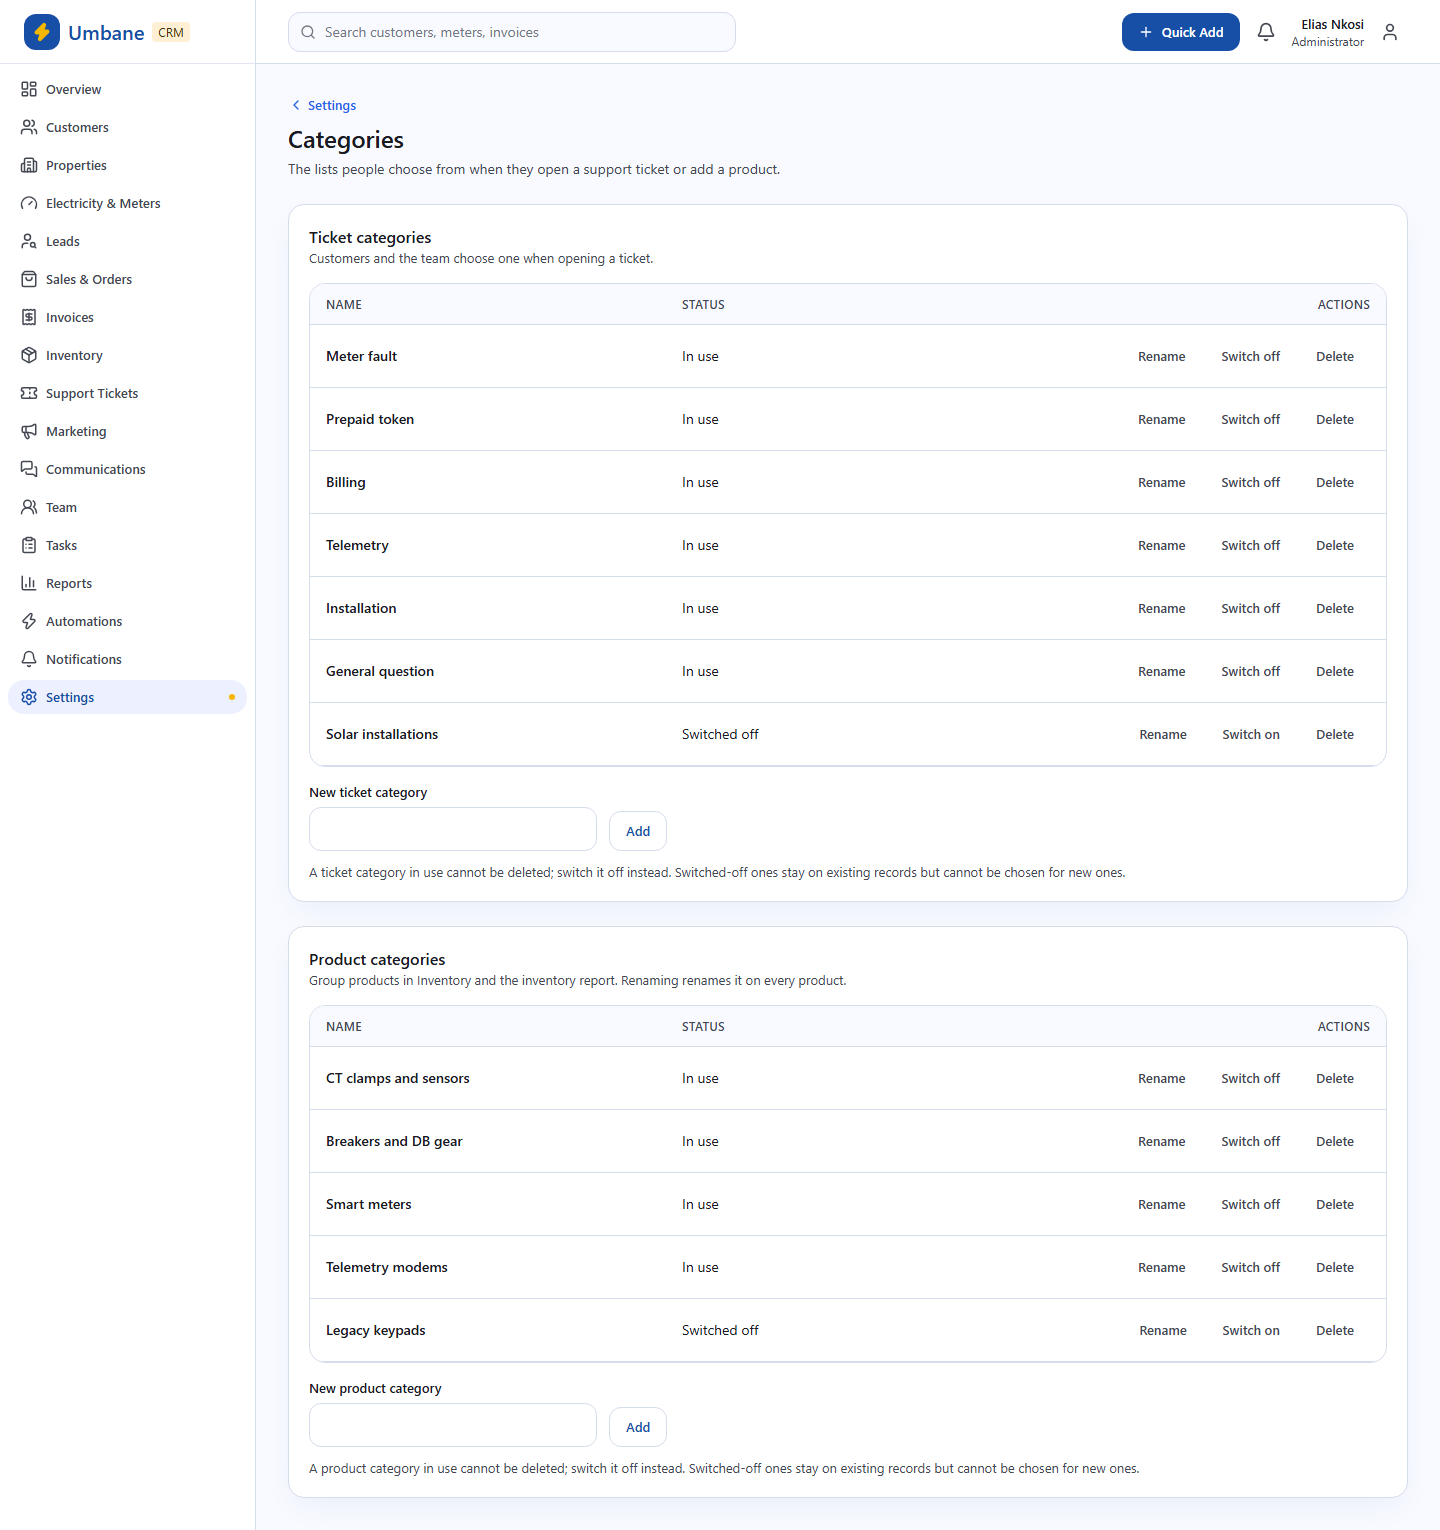 Umbane CRM
Search customers, meters, invoices
Quick Add
Elias Nkosi
Administrator
Overview
Customers
Properties
Electricity & Meters
Leads
Sales & Orders
Invoices
Inventory
Support Tickets
Marketing
Communications
Team
Tasks
Reports
Automations
Notifications
Settings
Settings
Categories
The lists people choose from when they open a support ticket or add a product.
Ticket categories
Customers and the team choose one when opening a ticket.
NAME STATUS ACTIONS
Meter fault In use Rename Switch off Delete
Prepaid token In use Rename Switch off Delete
Billing In use Rename Switch off Delete
Telemetry In use Rename Switch off Delete
Installation In use Rename Switch off Delete
General question In use Rename Switch off Delete
Solar installations Switched off Rename Switch on Delete
New ticket category
Add
A ticket category in use cannot be deleted; switch it off instead. Switched-off ones stay on existing records but cannot be chosen for new ones.
Product categories
Group products in Inventory and the inventory report. Renaming renames it on every product.
NAME STATUS ACTIONS
CT clamps and sensors In use Rename Switch off Delete
Breakers and DB gear In use Rename Switch off Delete
Smart meters In use Rename Switch off Delete
Telemetry modems In use Rename Switch off Delete
Legacy keypads Switched off Rename Switch on Delete
New product category
Add
A product category in use cannot be deleted; switch it off instead. Switched-off ones stay on existing records but cannot be chosen for new ones.